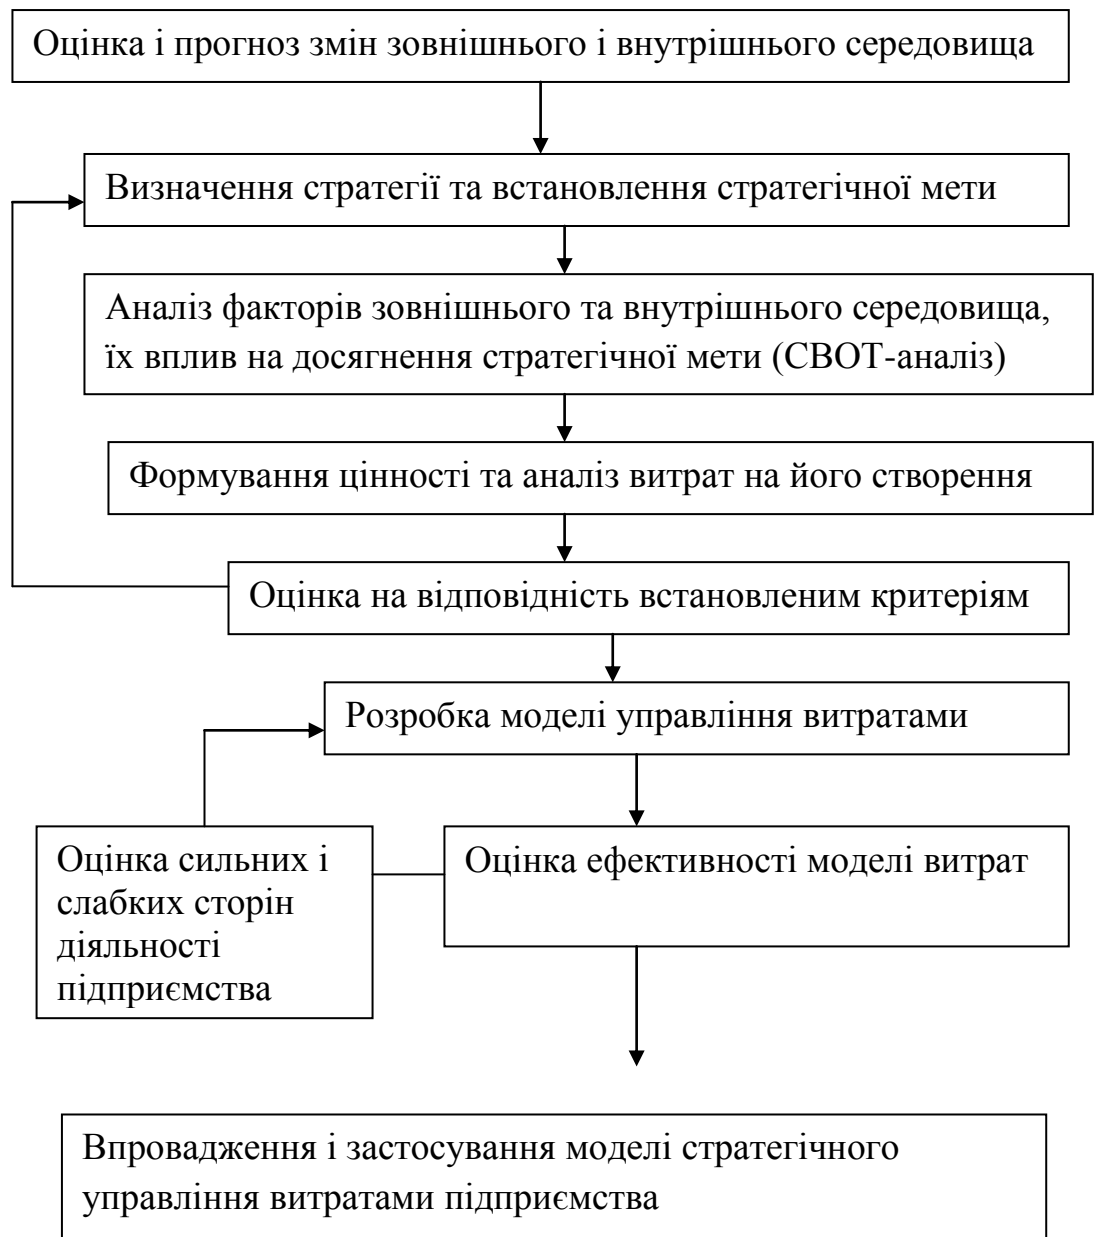 Оцінка і прогноз змін зовнішнього і внутрішнього середовища
Визначення стратегії та встановлення стратегічної мети
Аналіз факторів зовнішнього та внутрішнього середовища,
їх вплив на досягнення стратегічної мети (СВОТ-аналіз)
Формування цінності та аналіз витрат на його створення
Оцінка на відповідність встановленим критеріям
Розробка моделі управління витратами
Оцінка сильних і
слабких сторін
діяльності
підприємства
Оцінка ефективності моделі витрат
Впровадження і застосування моделі стратегічного
управління витратами підприємства